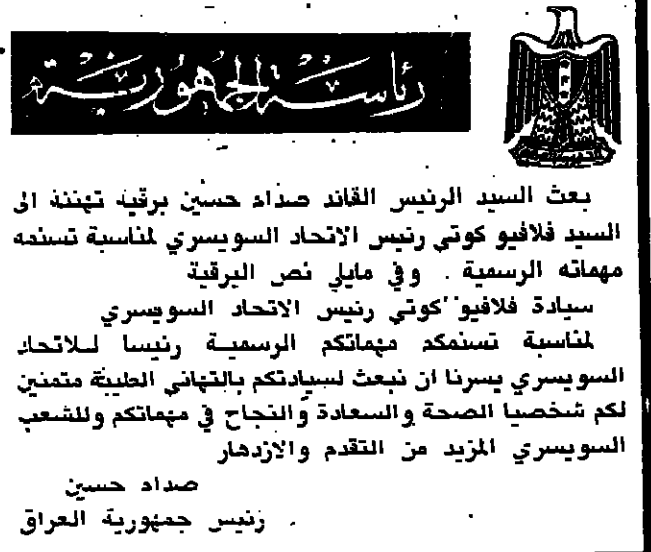 رئاسة الجمهورية
بعث السيد الرئيس القائد صدام حسين برقية تهنئة الى
السيد فلافيو كوتي رئيس الاتحاد السويسري لمناسبة تسنمه
مهماته الرسمية . وفي مايلي نص البرقية
سيادة فلافيو كوتي رئيس الاتحاد السويسري
لمناسبة تسنمكم مهماتكم الرسمية رئيسا للاتحاد
السويسري يسرنا ان نبعث لسيادتكم بالتهاني الطيبة متمنين
لكم شخصيا الصحة والسعادة والنجاح في مهماتكم وللشعب
السويسري المزيد من التقدم والازدهار
صدام حسين
رئيس جمهورية العراق